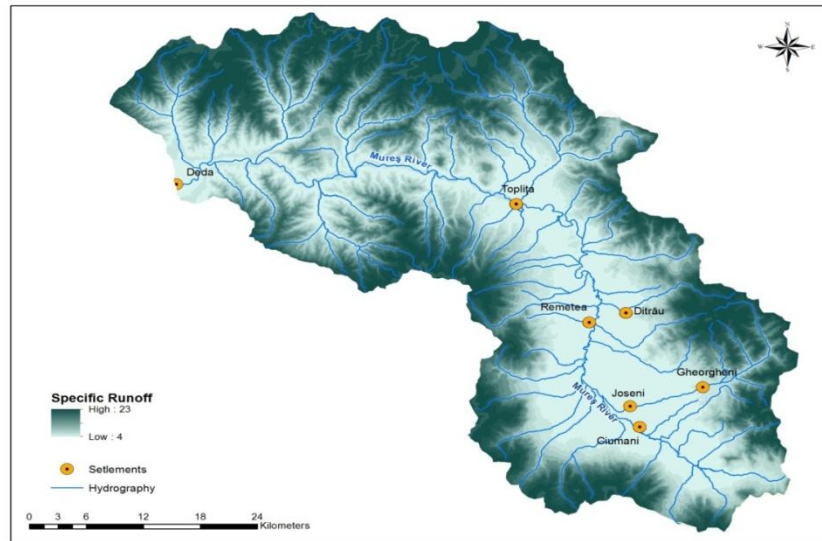 N
W
E
S
Deda
Mureș River
Toplița
Remetea
Ditrău
Gheorgheni
Joseni
Mureș River
Ciumani
Specific Runoff
High : 23
Low : 4
Setlements
Hydrography
0 3 6 12 18 24
Kilometers